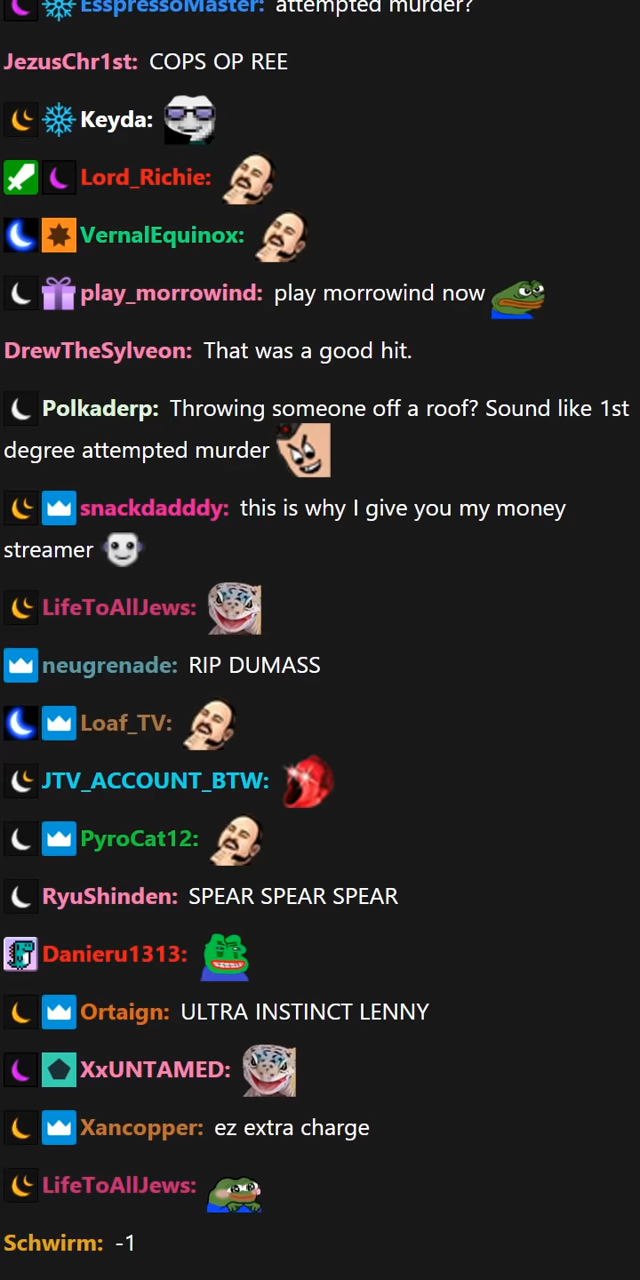 EsspressoMaster: attempted murder?
JezusChr1st: COPS OP REE
Keyda:
Lord_Richie:
VernalEquinox:
play_morrowind: play morrowind now
DrewTheSylveon: That was a good hit.
Polkaderp: Throwing someone off a roof? Sound like 1st
degree attempted murder
snackdadddy: this is why I give you my money
streamer
LifeToAllJews:
neugrenade: RIP DUMASS
Loaf_TV:
JTV_ACCOUNT_BTW:
PyroCat12:
RyuShinden: SPEAR SPEAR SPEAR
Danieru1313:
Ortaign: ULTRA INSTINCT LENNY
XxUNTAMED:
Xancopper: ez extra charge
LifeToAllJews:
Schwirm: -1